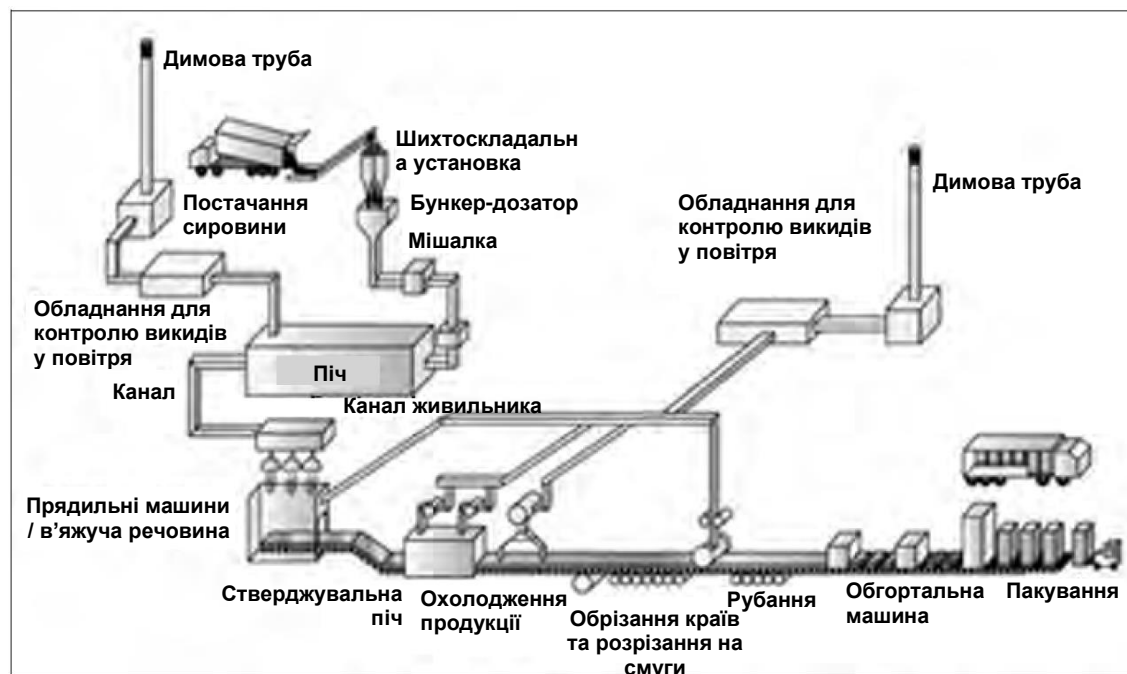 Димова труба
Шихтоскладальн
а установка
Постачання
сировини
Бункер-дозатор
Мішалка
Обладнання для
контролю викидів
у повітря
Димова труба
Обладнання для
контролю викидів
у повітря
Піч
Канал
Канал живильника
Прядильні машини
/ в’яжуча речовина
Стверджувальна
піч
Охолодження
продукції
Обрізання країв
та розрізання на
смуги
Рубання
Обгортальна
машина
Пакування